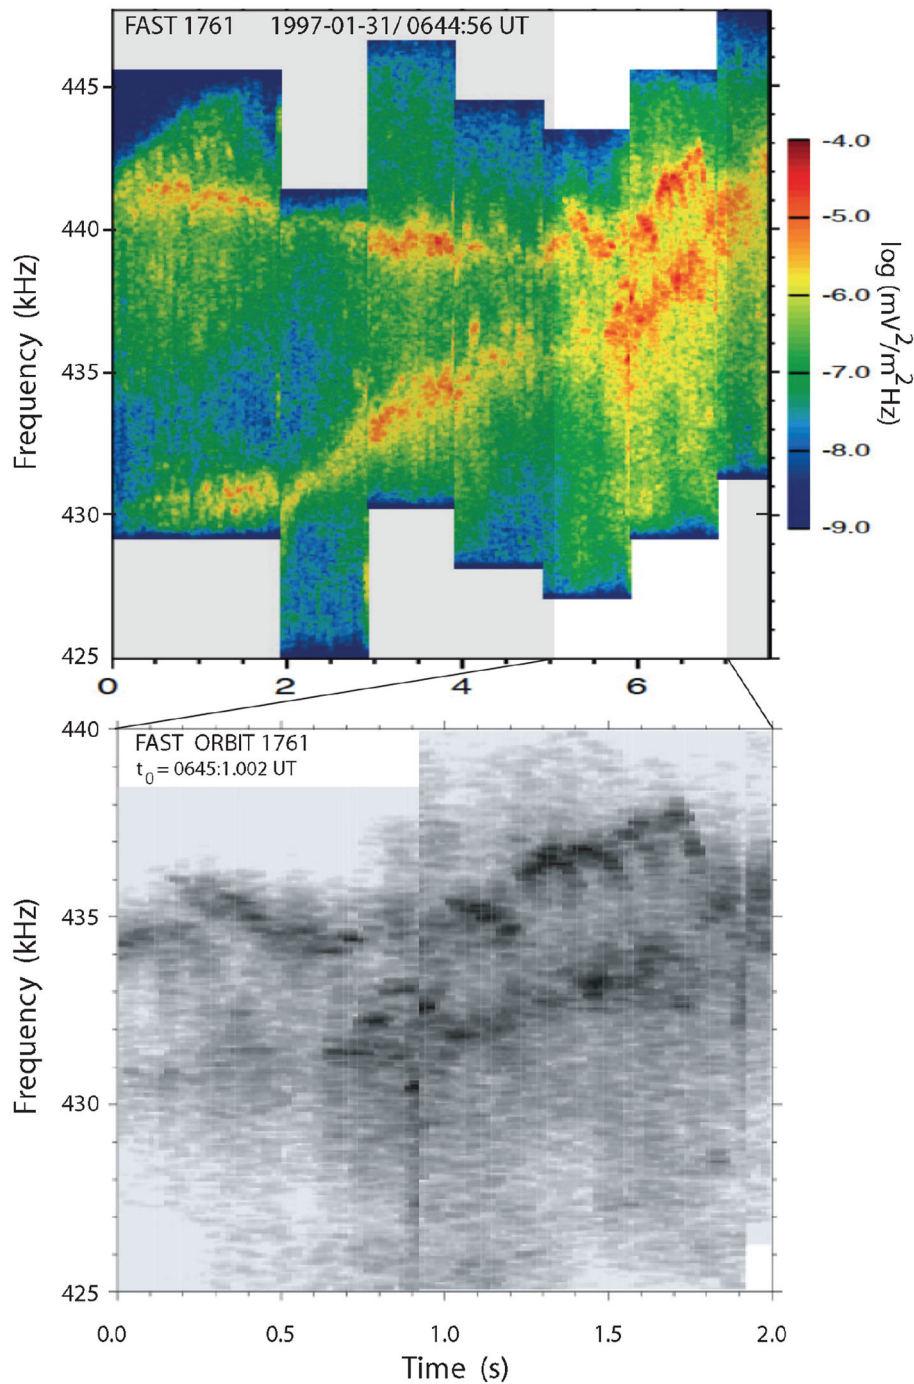 FAST 1761 1997-01-31/ 0644:56 UT
445
440
435
430
425
Frequency (kHz)
0 2 4 6
-4.0
-5.0
-6.0
-7.0
-8.0
-9.0
log (mV²/m²Hz)
FAST ORBIT 1761
t₀ = 0645:1.002 UT
440
435
430
425
Frequency (kHz)
0.0 0.5 1.0 1.5 2.0
Time (s)